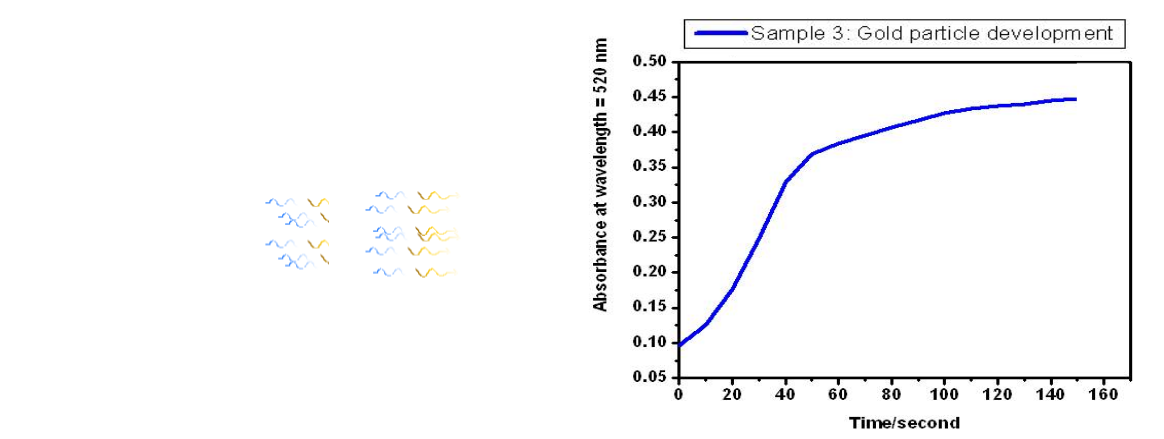 Sample 3: Gold particle development
Absorbance at wavelength = 520 nm
0.50
0.45
0.40
0.35
0.30
0.25
0.20
0.15
0.10
0.05
0 20 40 60 80 100 120 140 160
Time/second